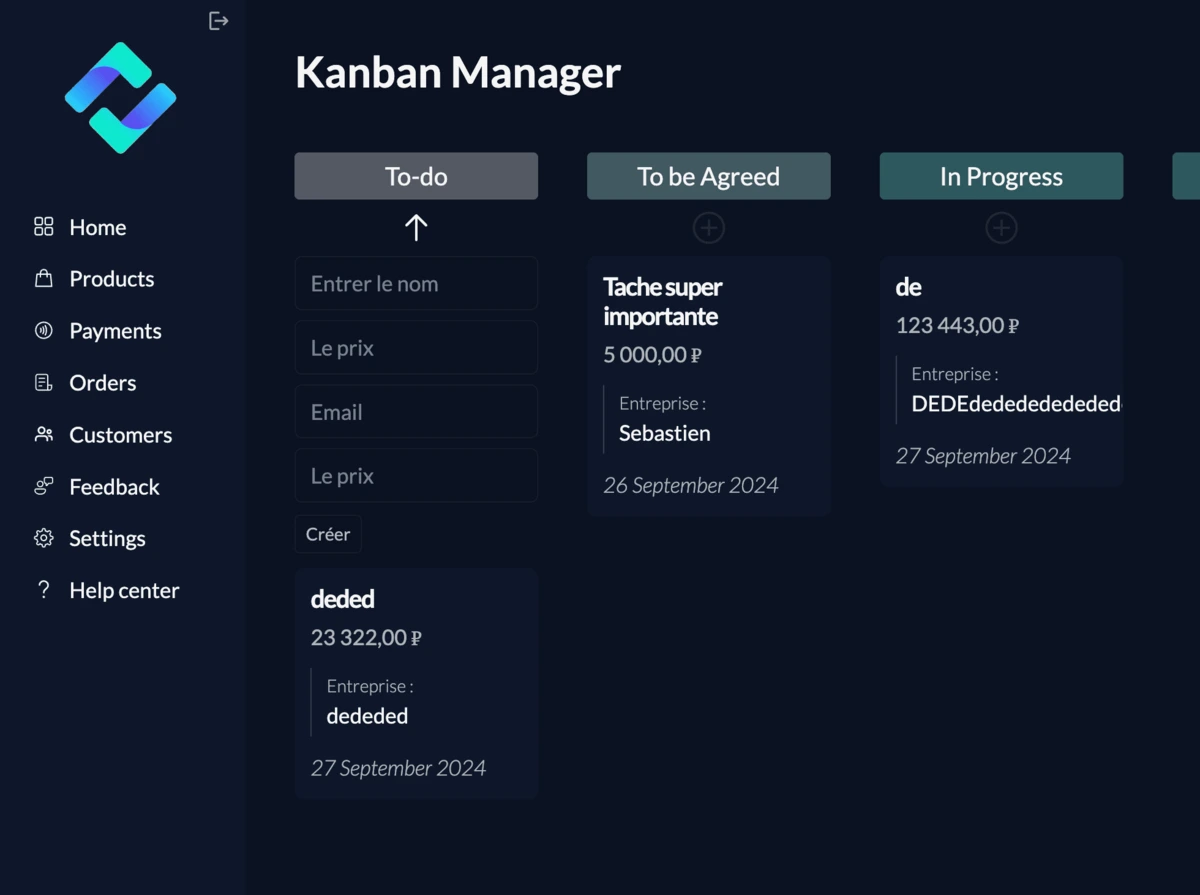 Kanban Manager
Home
Products
Payments
Orders
Customers
Feedback
Settings
Help center
To-do
Entrer le nom
Le prix
Email
Le prix
Créer
deded
23 322,00 ₽
Entreprise :
dededed
27 September 2024
To be Agreed
Tache super
importante
5 000,00 ₽
Entreprise :
Sebastien
26 September 2024
In Progress
de
123 443,00 ₽
Entreprise :
DEDEdedededededed
27 September 2024